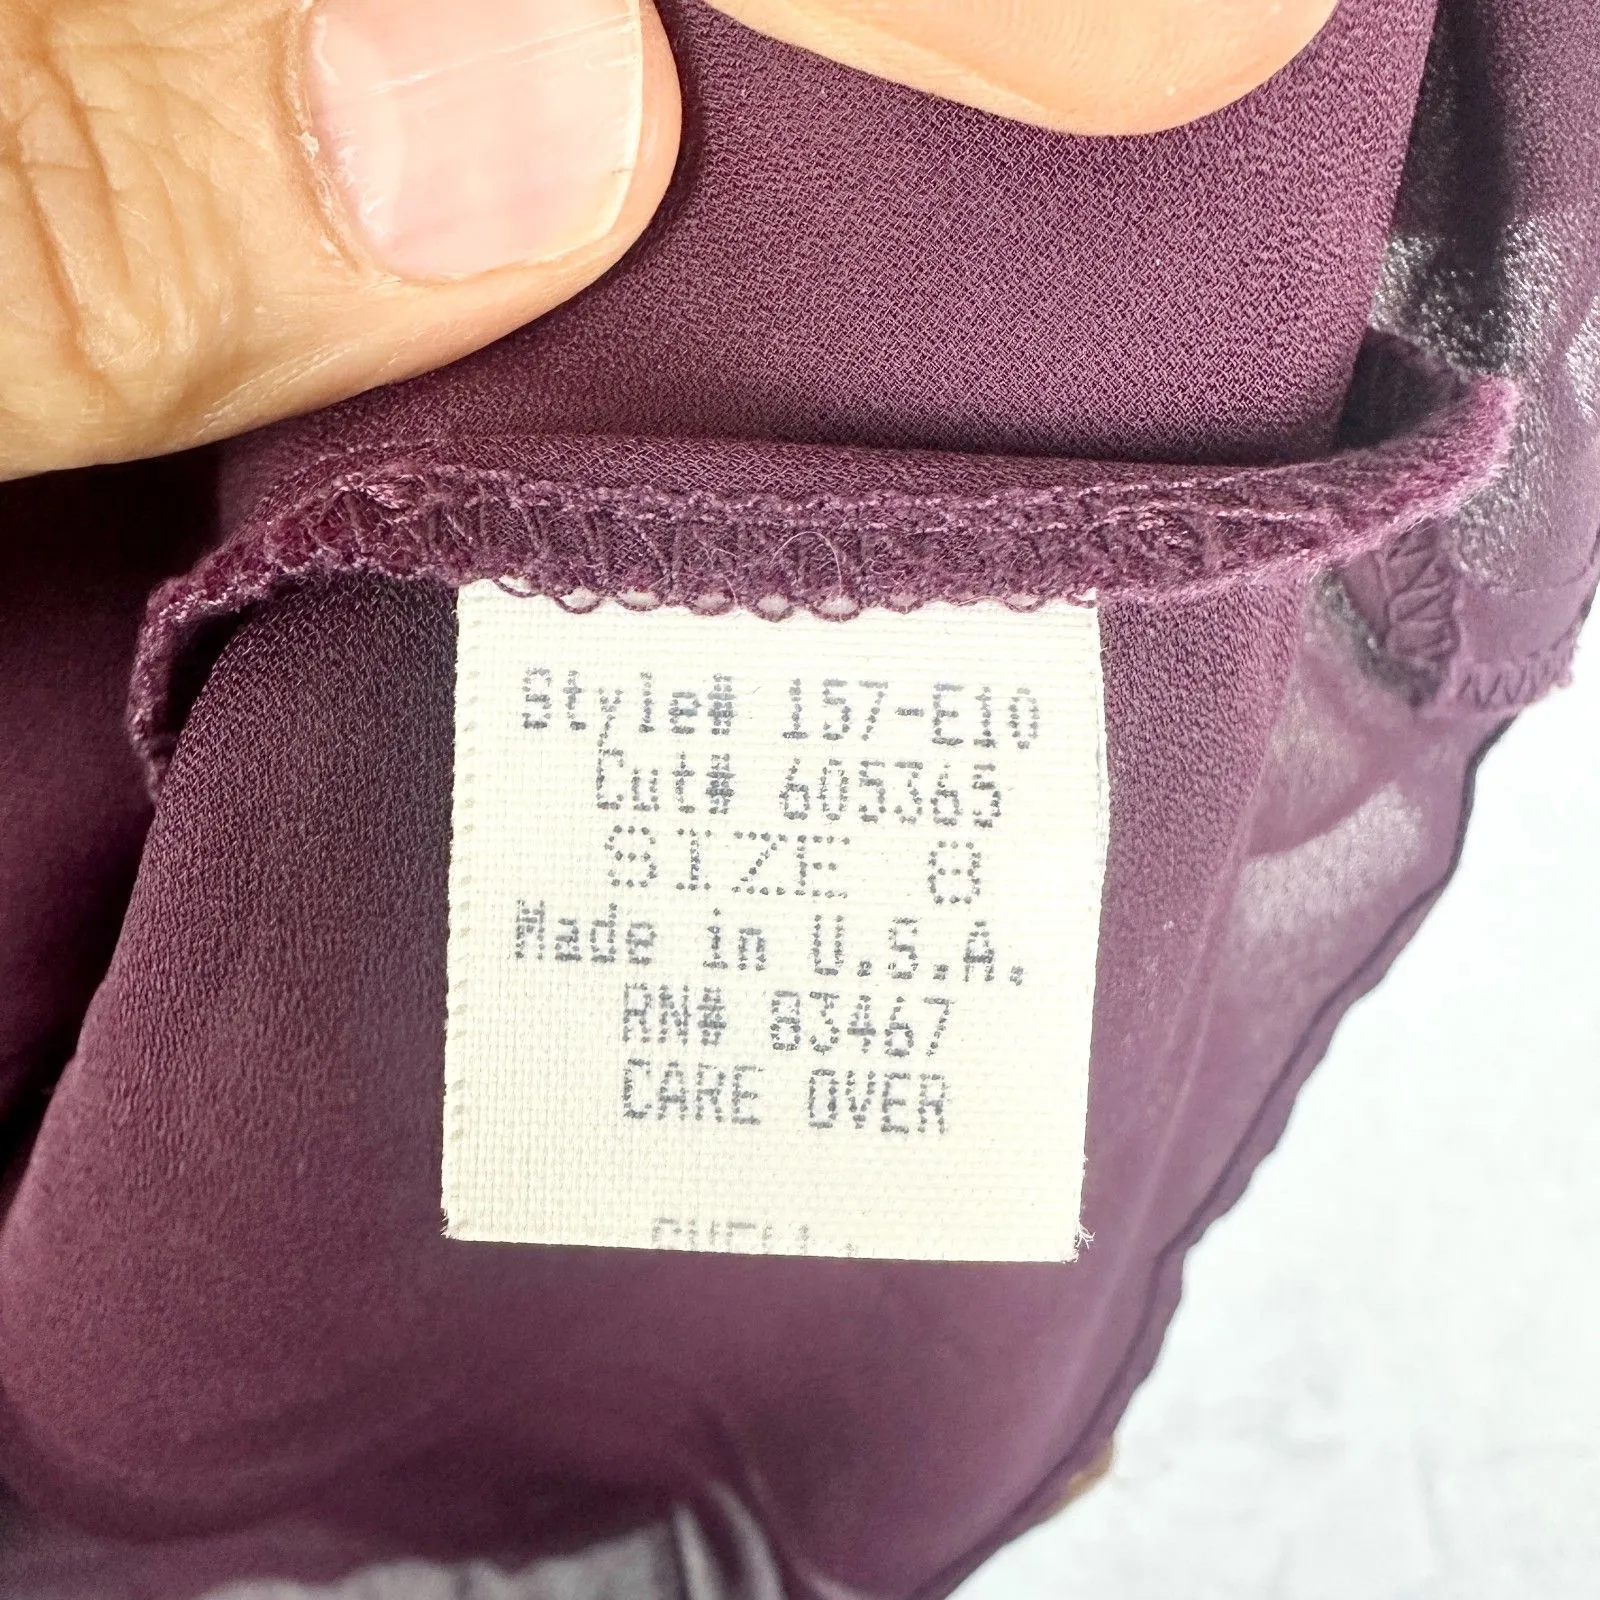 Style# 157-E10
Cut# 605365
SIZE 8
Made in U.S.A.
RN# 83467
CARE OVER